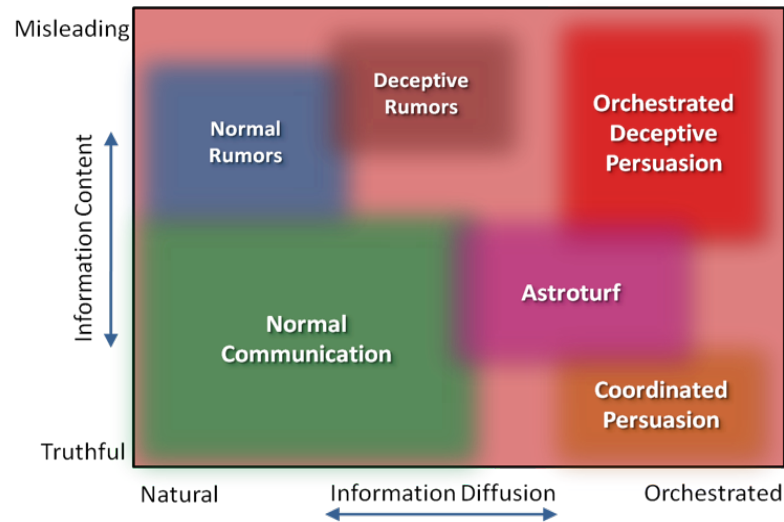 Misleading
Deceptive
Rumors
Orchestrated
Deceptive
Persuasion
Normal
Rumors
Information Content
Astroturf
Normal
Communication
Coordinated
Persuasion
Truthful
Natural
Information Diffusion
Orchestrated